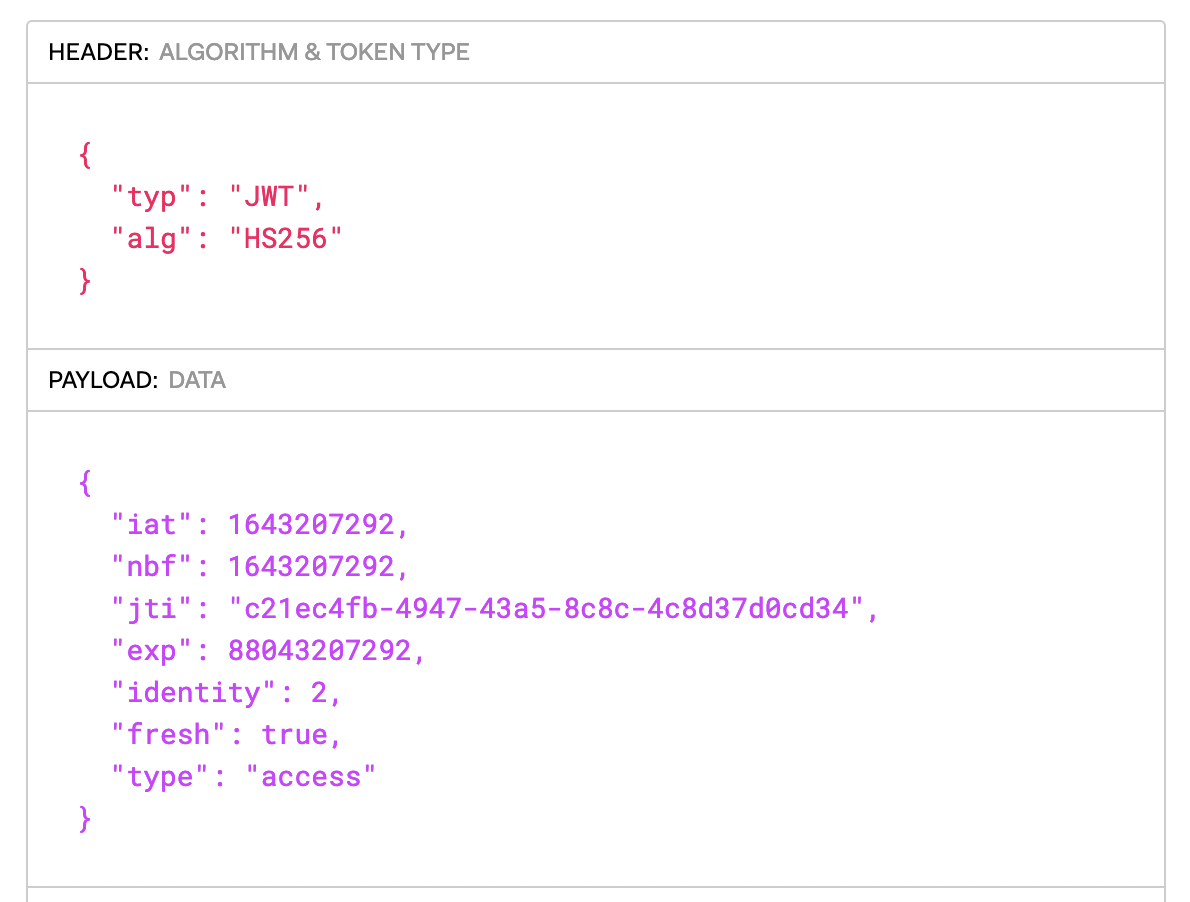 HEADER: ALGORITHM & TOKEN TYPE
{
  "typ": "JWT",
  "alg": "HS256"
}
PAYLOAD: DATA
{
  "iat": 1643207292,
  "nbf": 1643207292,
  "jti": "c21ec4fb-4947-43a5-8c8c-4c8d37d0cd34",
  "exp": 88043207292,
  "identity": 2,
  "fresh": true,
  "type": "access"
}